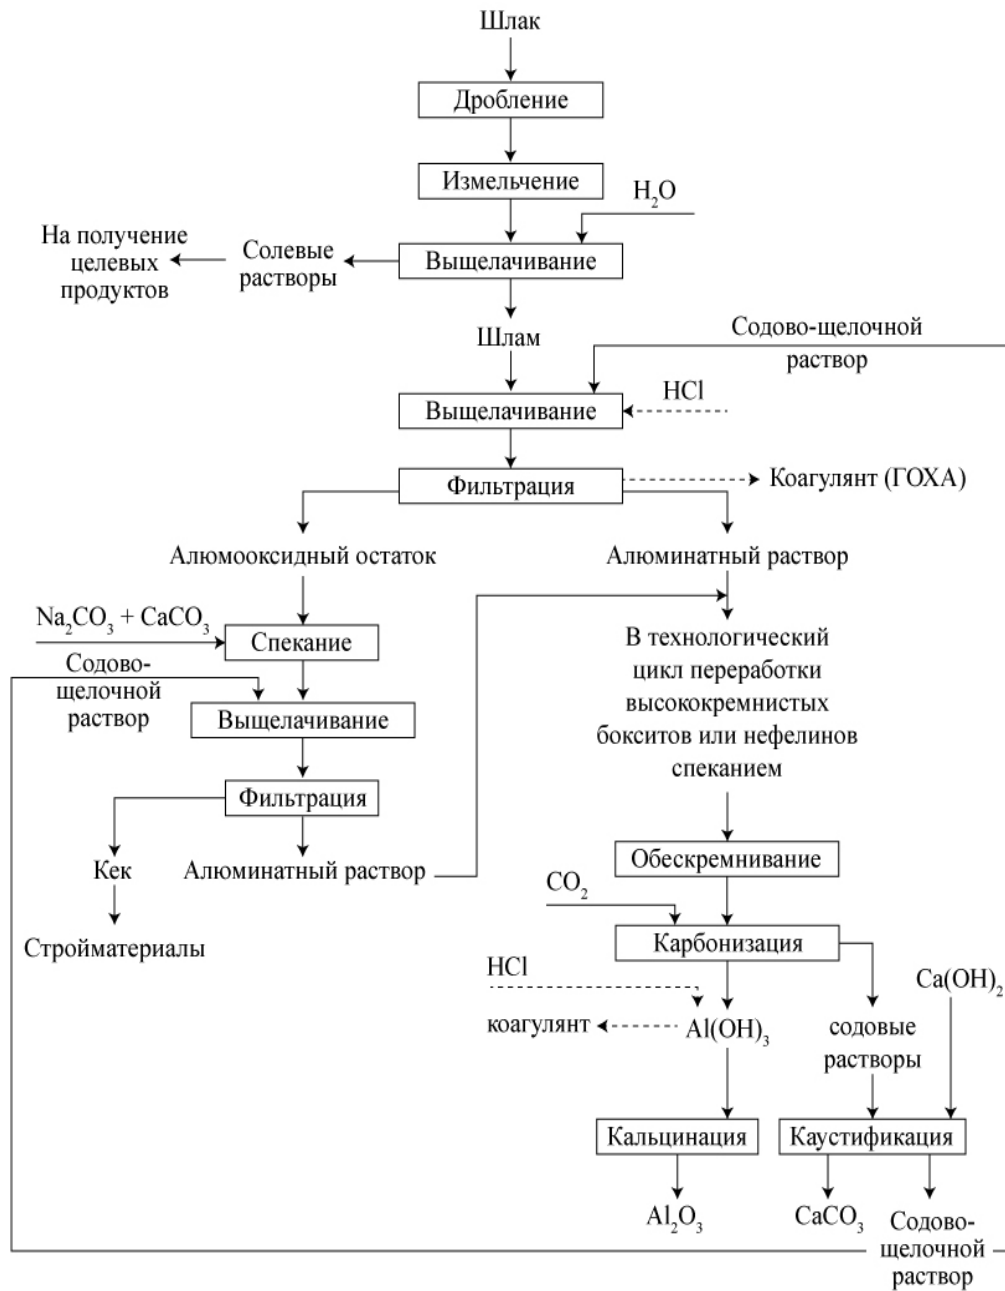 Шлак
Дробление
Измельчение
H₂O
На получение
целевых
продуктов
Солевые
растворы
Выщелачивание
Шлам
Содово-щелочной
раствор
HCl
Выщелачивание
Фильтрация
Коагулянт (ГОХА)
Алюмооксидный остаток
Алюминатный раствор
Na₂CO₃ + CaCO₃
Спекание
Содово-
щелочной
раствор
Выщелачивание
Фильтрация
Кек
Алюминатный раствор
Стройматериалы
В технологический
цикл переработки
высококремнистых
бокситов или нефелинов
спеканием
Обескремнивание
CO₂
Карбонизация
HCl
коагулянт
Al(OH)₃
содовые
растворы
Ca(OH)₂
Кальцинация
Каустификация
Al₂O₃
CaCO₃
Содово-
щелочной
раствор